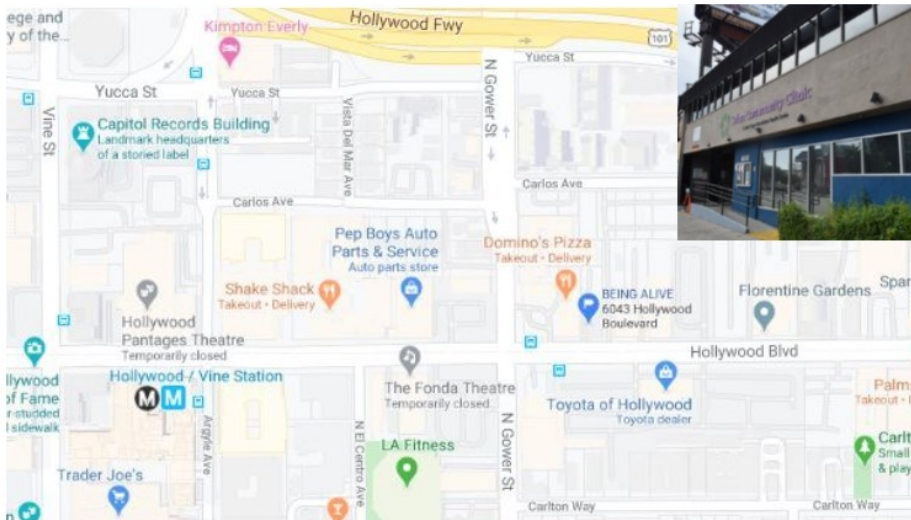 ege and
y of the...
Kimpton Everly
Hollywood Fwy
101
Yucca St
Yucca St
Yucca St
Vine St
Capitol Records Building
Landmark headquarters
of a storied label
Vista Del Mar Ave
N Gower St
Carlos Ave
Carlos Ave
Community Clinic
Pep Boys Auto
Parts & Service
Auto parts store
Domino's Pizza
Takeout • Delivery
Shake Shack
Takeout • Delivery
BEING ALIVE
6043 Hollywood
Boulevard
Florentine Gardens
Spar
Hollywood
Pantages Theatre
Temporarily closed
Hollywood Blvd
llywood
of Fame
r-studded
l sidewalk
Hollywood / Vine Station
M M
The Fonda Theatre
Temporarily closed
Toyota of Hollywood
Toyota dealer
Palms
Takeout •
Argyle Ave
N El Centro Ave
N Gower St
LA Fitness
Carlt
Small
& play
Trader Joe's
Carlton Way
Carlton Way